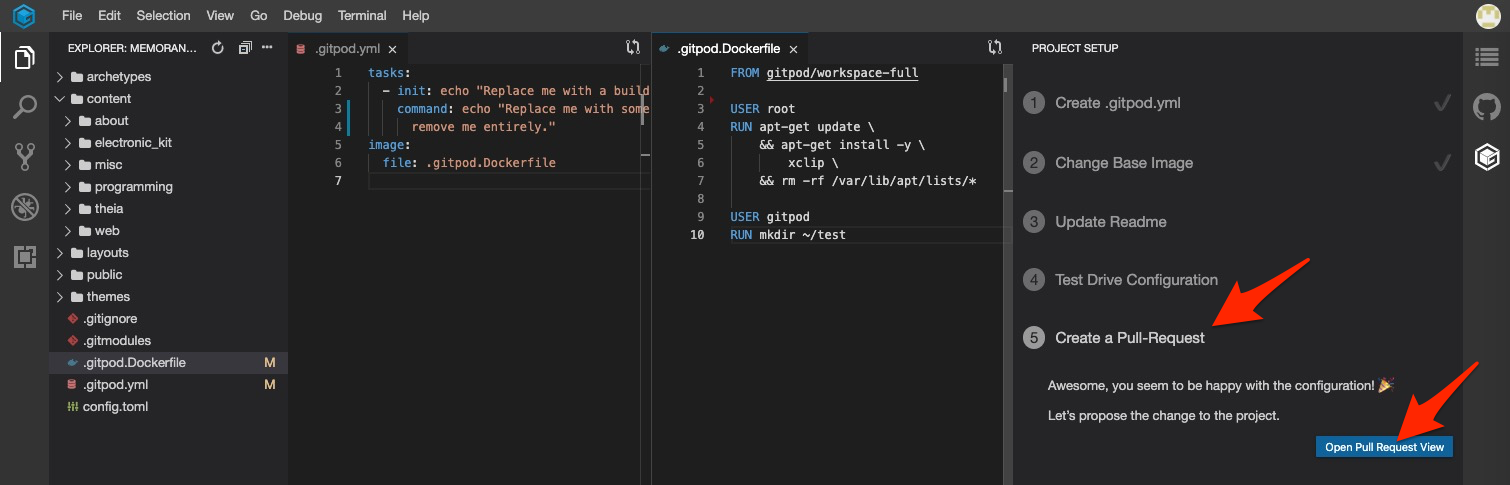 File Edit Selection View Go Debug Terminal Help
EXPLORER: MEMORAN...
archetypes
content
about
electronic_kit
misc
programming
theia
web
layouts
public
themes
.gitignore
.gitmodules
.gitpod.Dockerfile M
.gitpod.yml M
config.toml
.gitpod.yml
1 tasks:
2 - init: echo "Replace me with a build
3 command: echo "Replace me with some
4 remove me entirely."
5 image:
6 file: .gitpod.Dockerfile
7
.gitpod.Dockerfile
1 FROM gitpod/workspace-full
2
3 USER root
4 RUN apt-get update \
5 && apt-get install -y \
6 xclip \
7 && rm -rf /var/lib/apt/lists/*
8
9 USER gitpod
10 RUN mkdir ~/test
PROJECT SETUP
1 Create .gitpod.yml
2 Change Base Image
3 Update Readme
4 Test Drive Configuration
5 Create a Pull-Request
Awesome, you seem to be happy with the configuration! 🎉
Let's propose the change to the project.
Open Pull Request View